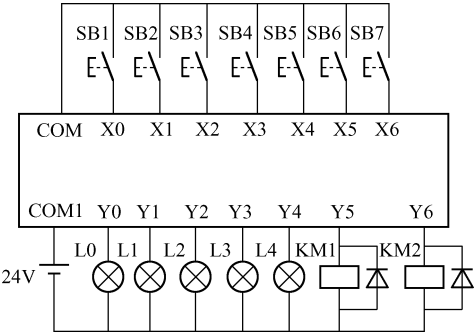 SB1 SB2 SB3 SB4 SB5 SB6 SB7
COM X0 X1 X2 X3 X4 X5 X6
COM1 Y0 Y1 Y2 Y3 Y4 Y5 Y6
24V L0 L1 L2 L3 L4 KM1 KM2